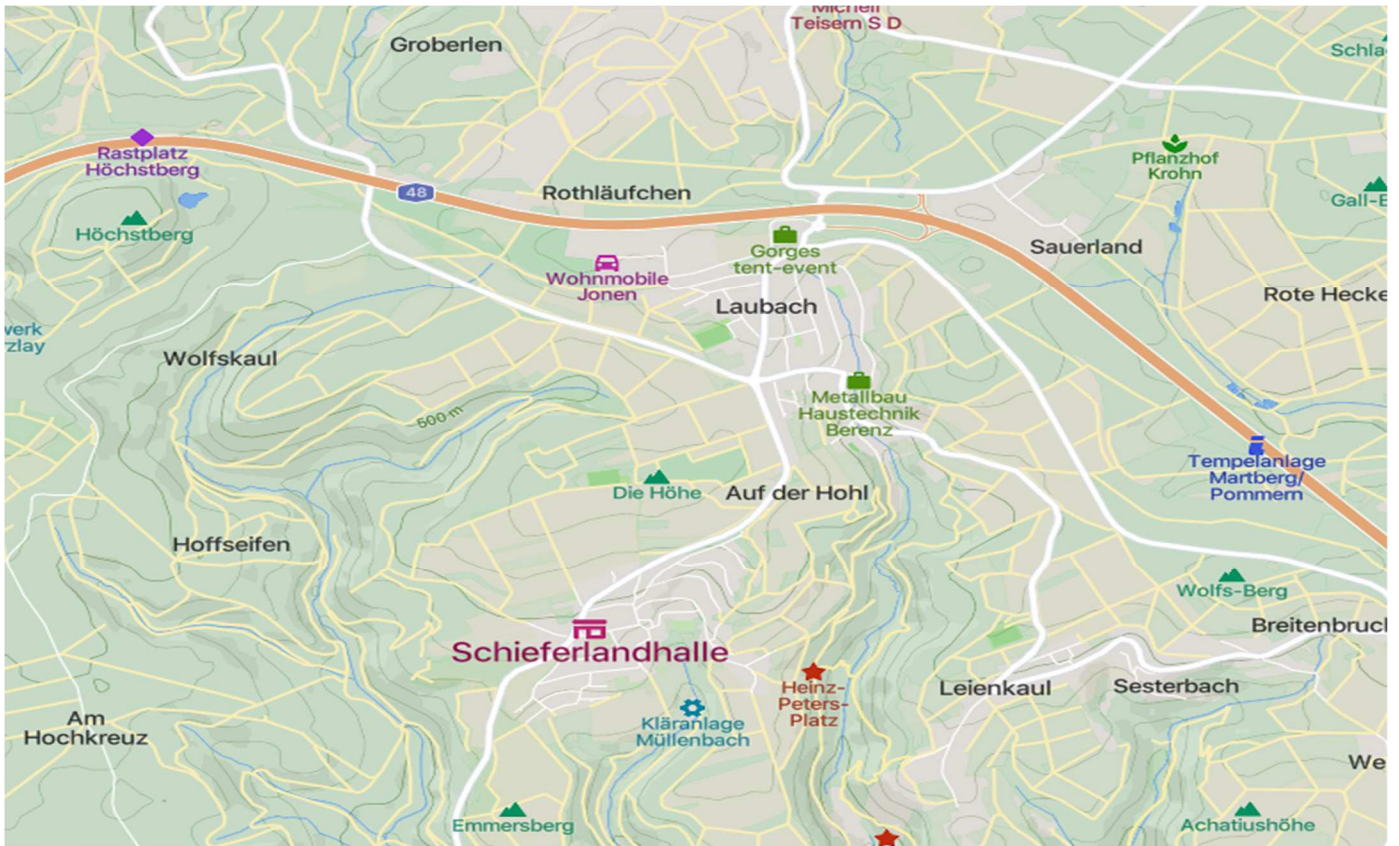 Michell
Teisern S D
Groberlen
Schla
Rastplatz
Höchstberg
48
Rothläufchen
Pflanzhof
Krohn
Gall-B
Höchstberg
Gorges
tent-event
Sauerland
Wohnmobile
Jonen
Laubach
Rote Hecke
werk
rzlay
Wolfskaul
500 m
Metallbau
Haustechnik
Berenz
Tempelanlage
Martberg/
Pommern
Die Höhe
Auf der Hohl
Hoffseifen
Wolfs-Berg
Breitenbruch
Schieferlandhalle
Heinz-
Peters-
Platz
Leienkaul
Sesterbach
Am
Hochkreuz
Kläranlage
Müllenbach
We
Emmersberg
Achatiushöhe